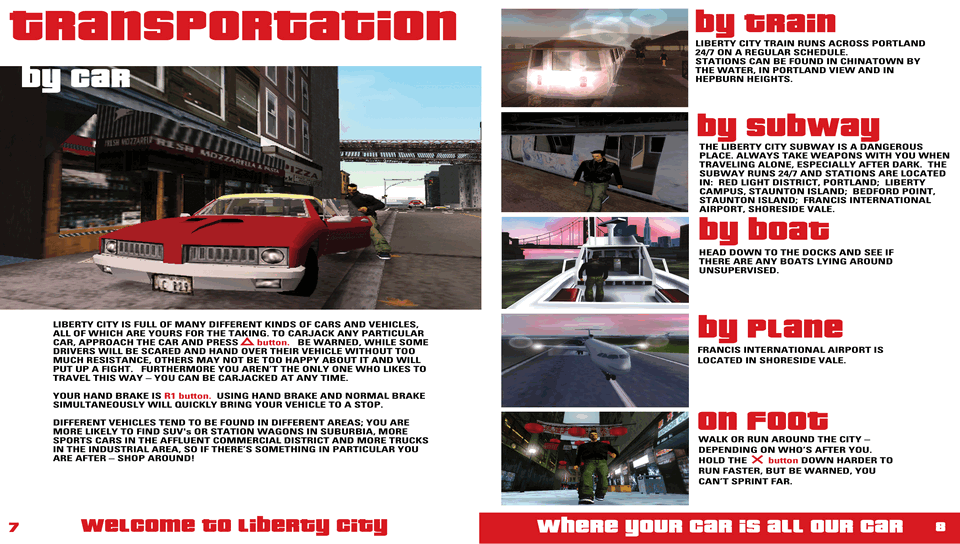 transportation
by car
FRESH MOZZARELLA
FRESH MOZZARELLA
PIZZA
LIBERTY CITY IS FULL OF MANY DIFFERENT KINDS OF CARS AND VEHICLES,
ALL OF WHICH ARE YOURS FOR THE TAKING. TO CARJACK ANY PARTICULAR
CAR, APPROACH THE CAR AND PRESS △ button. BE WARNED, WHILE SOME
DRIVERS WILL BE SCARED AND HAND OVER THEIR VEHICLE WITHOUT TOO
MUCH RESISTANCE, OTHERS MAY NOT BE TOO HAPPY ABOUT IT AND WILL
PUT UP A FIGHT. FURTHERMORE YOU AREN'T THE ONLY ONE WHO LIKES TO
TRAVEL THIS WAY – YOU CAN BE CARJACKED AT ANY TIME.
YOUR HAND BRAKE IS R1 button. USING HAND BRAKE AND NORMAL BRAKE
SIMULTANEOUSLY WILL QUICKLY BRING YOUR VEHICLE TO A STOP.
DIFFERENT VEHICLES TEND TO BE FOUND IN DIFFERENT AREAS; YOU ARE
MORE LIKELY TO FIND SUV's OR STATION WAGONS IN SUBURBIA, MORE
SPORTS CARS IN THE AFFLUENT COMMERCIAL DISTRICT AND MORE TRUCKS
IN THE INDUSTRIAL AREA, SO IF THERE'S SOMETHING IN PARTICULAR YOU
ARE AFTER – SHOP AROUND!
7
welcome to liberty city
by train
LIBERTY CITY TRAIN RUNS ACROSS PORTLAND
24/7 ON A REGULAR SCHEDULE.
STATIONS CAN BE FOUND IN CHINATOWN BY
THE WATER, IN PORTLAND VIEW AND IN
HEPBURN HEIGHTS.
by subway
THE LIBERTY CITY SUBWAY IS A DANGEROUS
PLACE. ALWAYS TAKE WEAPONS WITH YOU WHEN
TRAVELING ALONE, ESPECIALLY AFTER DARK. THE
SUBWAY RUNS 24/7 AND STATIONS ARE LOCATED
IN: RED LIGHT DISTRICT, PORTLAND; LIBERTY
CAMPUS, STAUNTON ISLAND; BEDFORD POINT,
STAUNTON ISLAND; FRANCIS INTERNATIONAL
AIRPORT, SHORESIDE VALE.
by boat
HEAD DOWN TO THE DOCKS AND SEE IF
THERE ARE ANY BOATS LYING AROUND
UNSUPERVISED.
by plane
FRANCIS INTERNATIONAL AIRPORT IS
LOCATED IN SHORESIDE VALE.
on foot
WALK OR RUN AROUND THE CITY –
DEPENDING ON WHO'S AFTER YOU.
HOLD THE ✕ button DOWN HARDER TO
RUN FASTER, BUT BE WARNED, YOU
CAN'T SPRINT FAR.
where your car is all our car
8